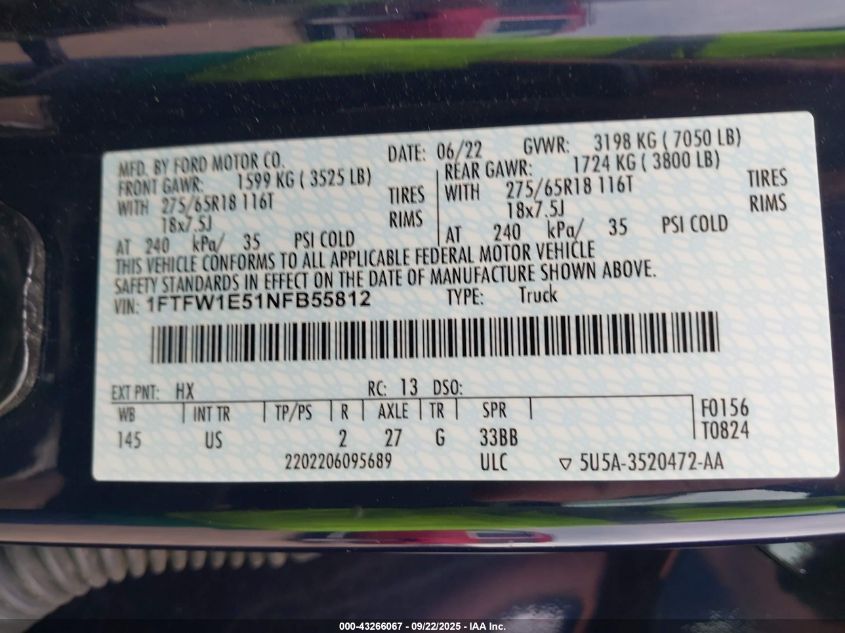 MFD. BY FORD MOTOR CO. DATE: 06/22 GVWR: 3198 KG ( 7050 LB)
FRONT GAWR: 1599 KG ( 3525 LB) REAR GAWR: 1724 KG ( 3800 LB)
WITH 275/65R18 116T TIRES WITH 275/65R18 116T TIRES
18x7.5J RIMS 18x7.5J RIMS
AT 240 kPa/ 35 PSI COLD AT 240 kPa/ 35 PSI COLD
THIS VEHICLE CONFORMS TO ALL APPLICABLE FEDERAL MOTOR VEHICLE
SAFETY STANDARDS IN EFFECT ON THE DATE OF MANUFACTURE SHOWN ABOVE.
VIN: 1FTFW1E51NFB55812 TYPE: Truck
EXT PNT: HX RC: 13 DSO:
WB INT TR TP/PS R AXLE TR SPR F0156
145 US 2 27 G 33BB T0824
2202206095689 ULC ▽ 5U5A-3520472-AA
000-43266067 - 09/22/2025 - IAA Inc.